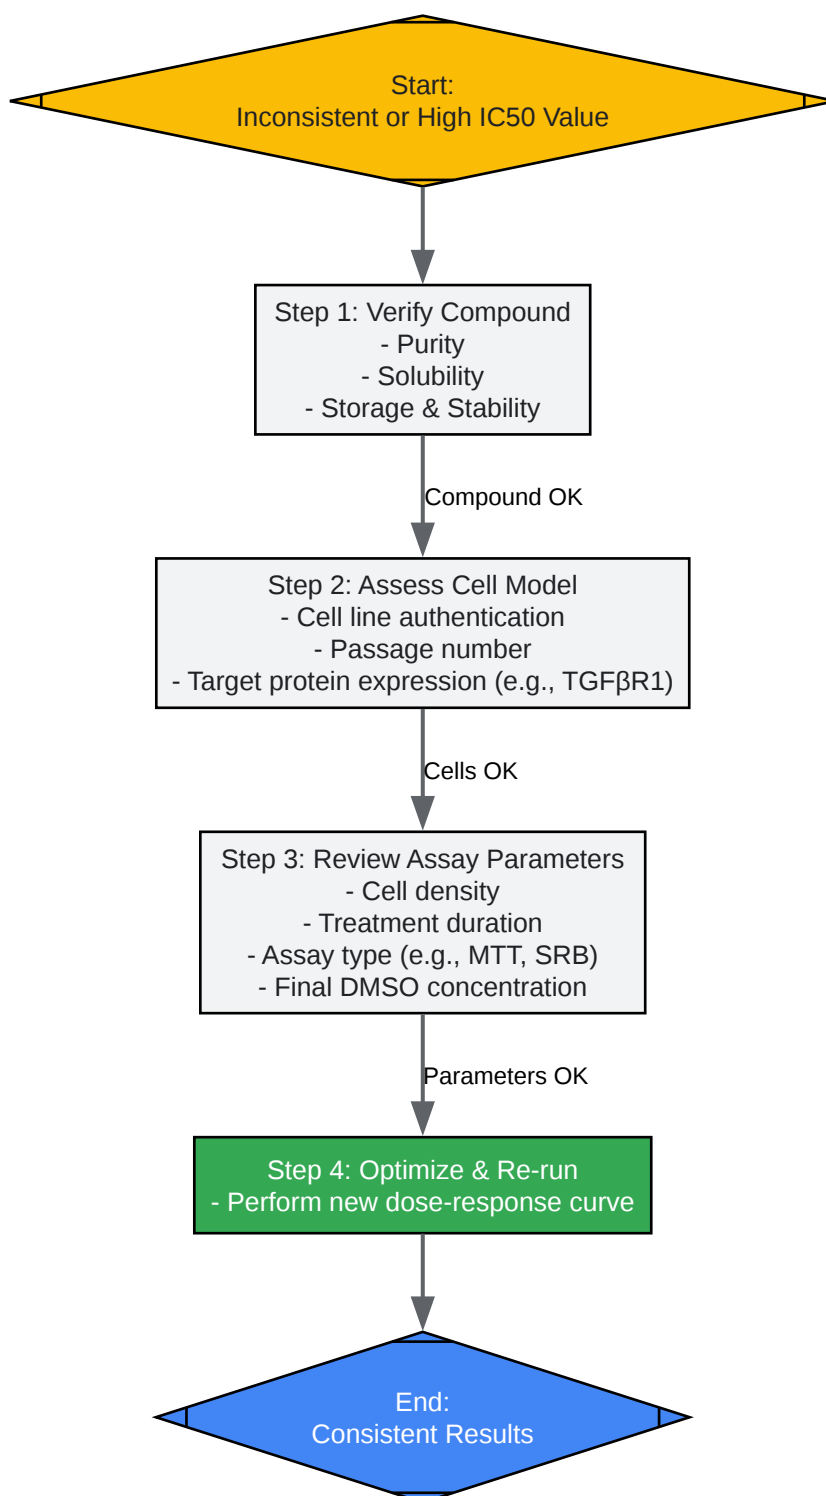 Start:
Inconsistent or High IC50 Value
Step 1: Verify Compound
- Purity
- Solubility
- Storage & Stability
Compound OK
Step 2: Assess Cell Model
- Cell line authentication
- Passage number
- Target protein expression (e.g., TGFβR1)
Cells OK
Step 3: Review Assay Parameters
- Cell density
- Treatment duration
- Assay type (e.g., MTT, SRB)
- Final DMSO concentration
Parameters OK
Step 4: Optimize & Re-run
- Perform new dose-response curve
End:
Consistent Results